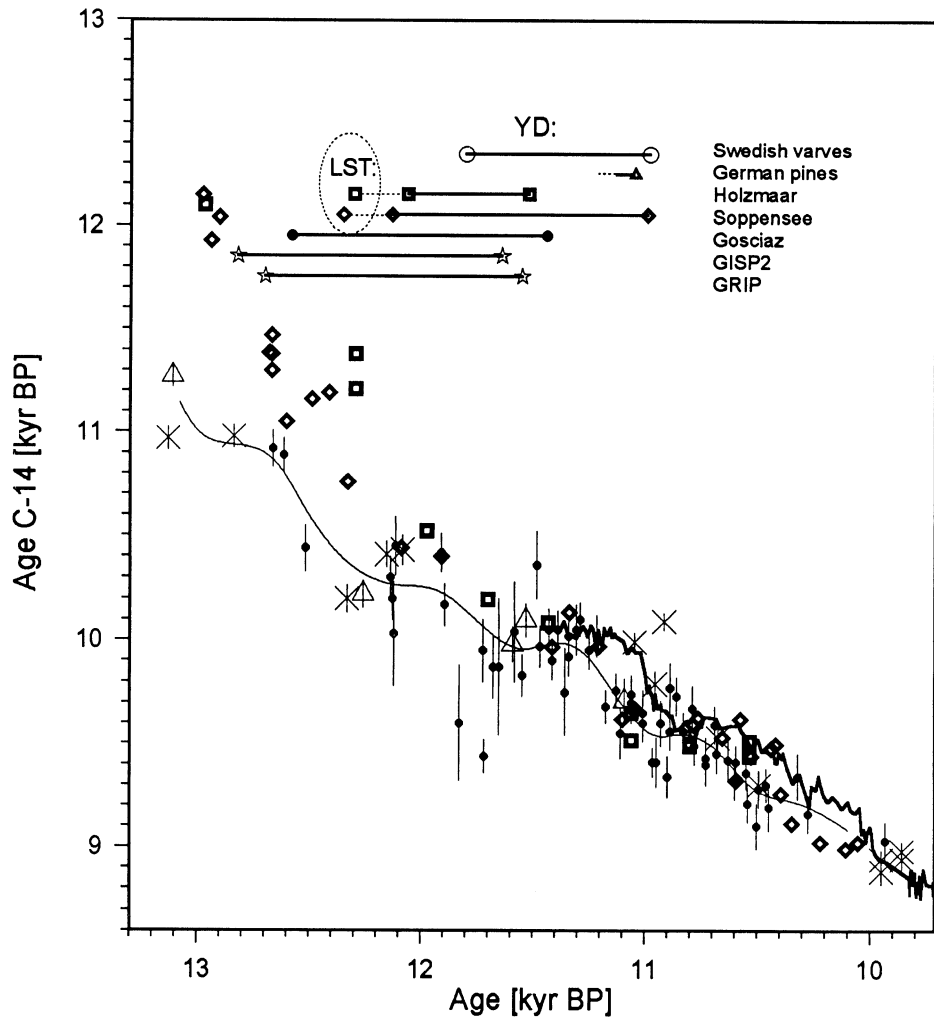 13
YD:
Swedish varves
LST:
German pines
Holzmaar
12
Soppensee
Gosciaz
GISP2
GRIP
Age C-14 [kyr BP]
11
10
9
13
12
11
10
Age [kyr BP]